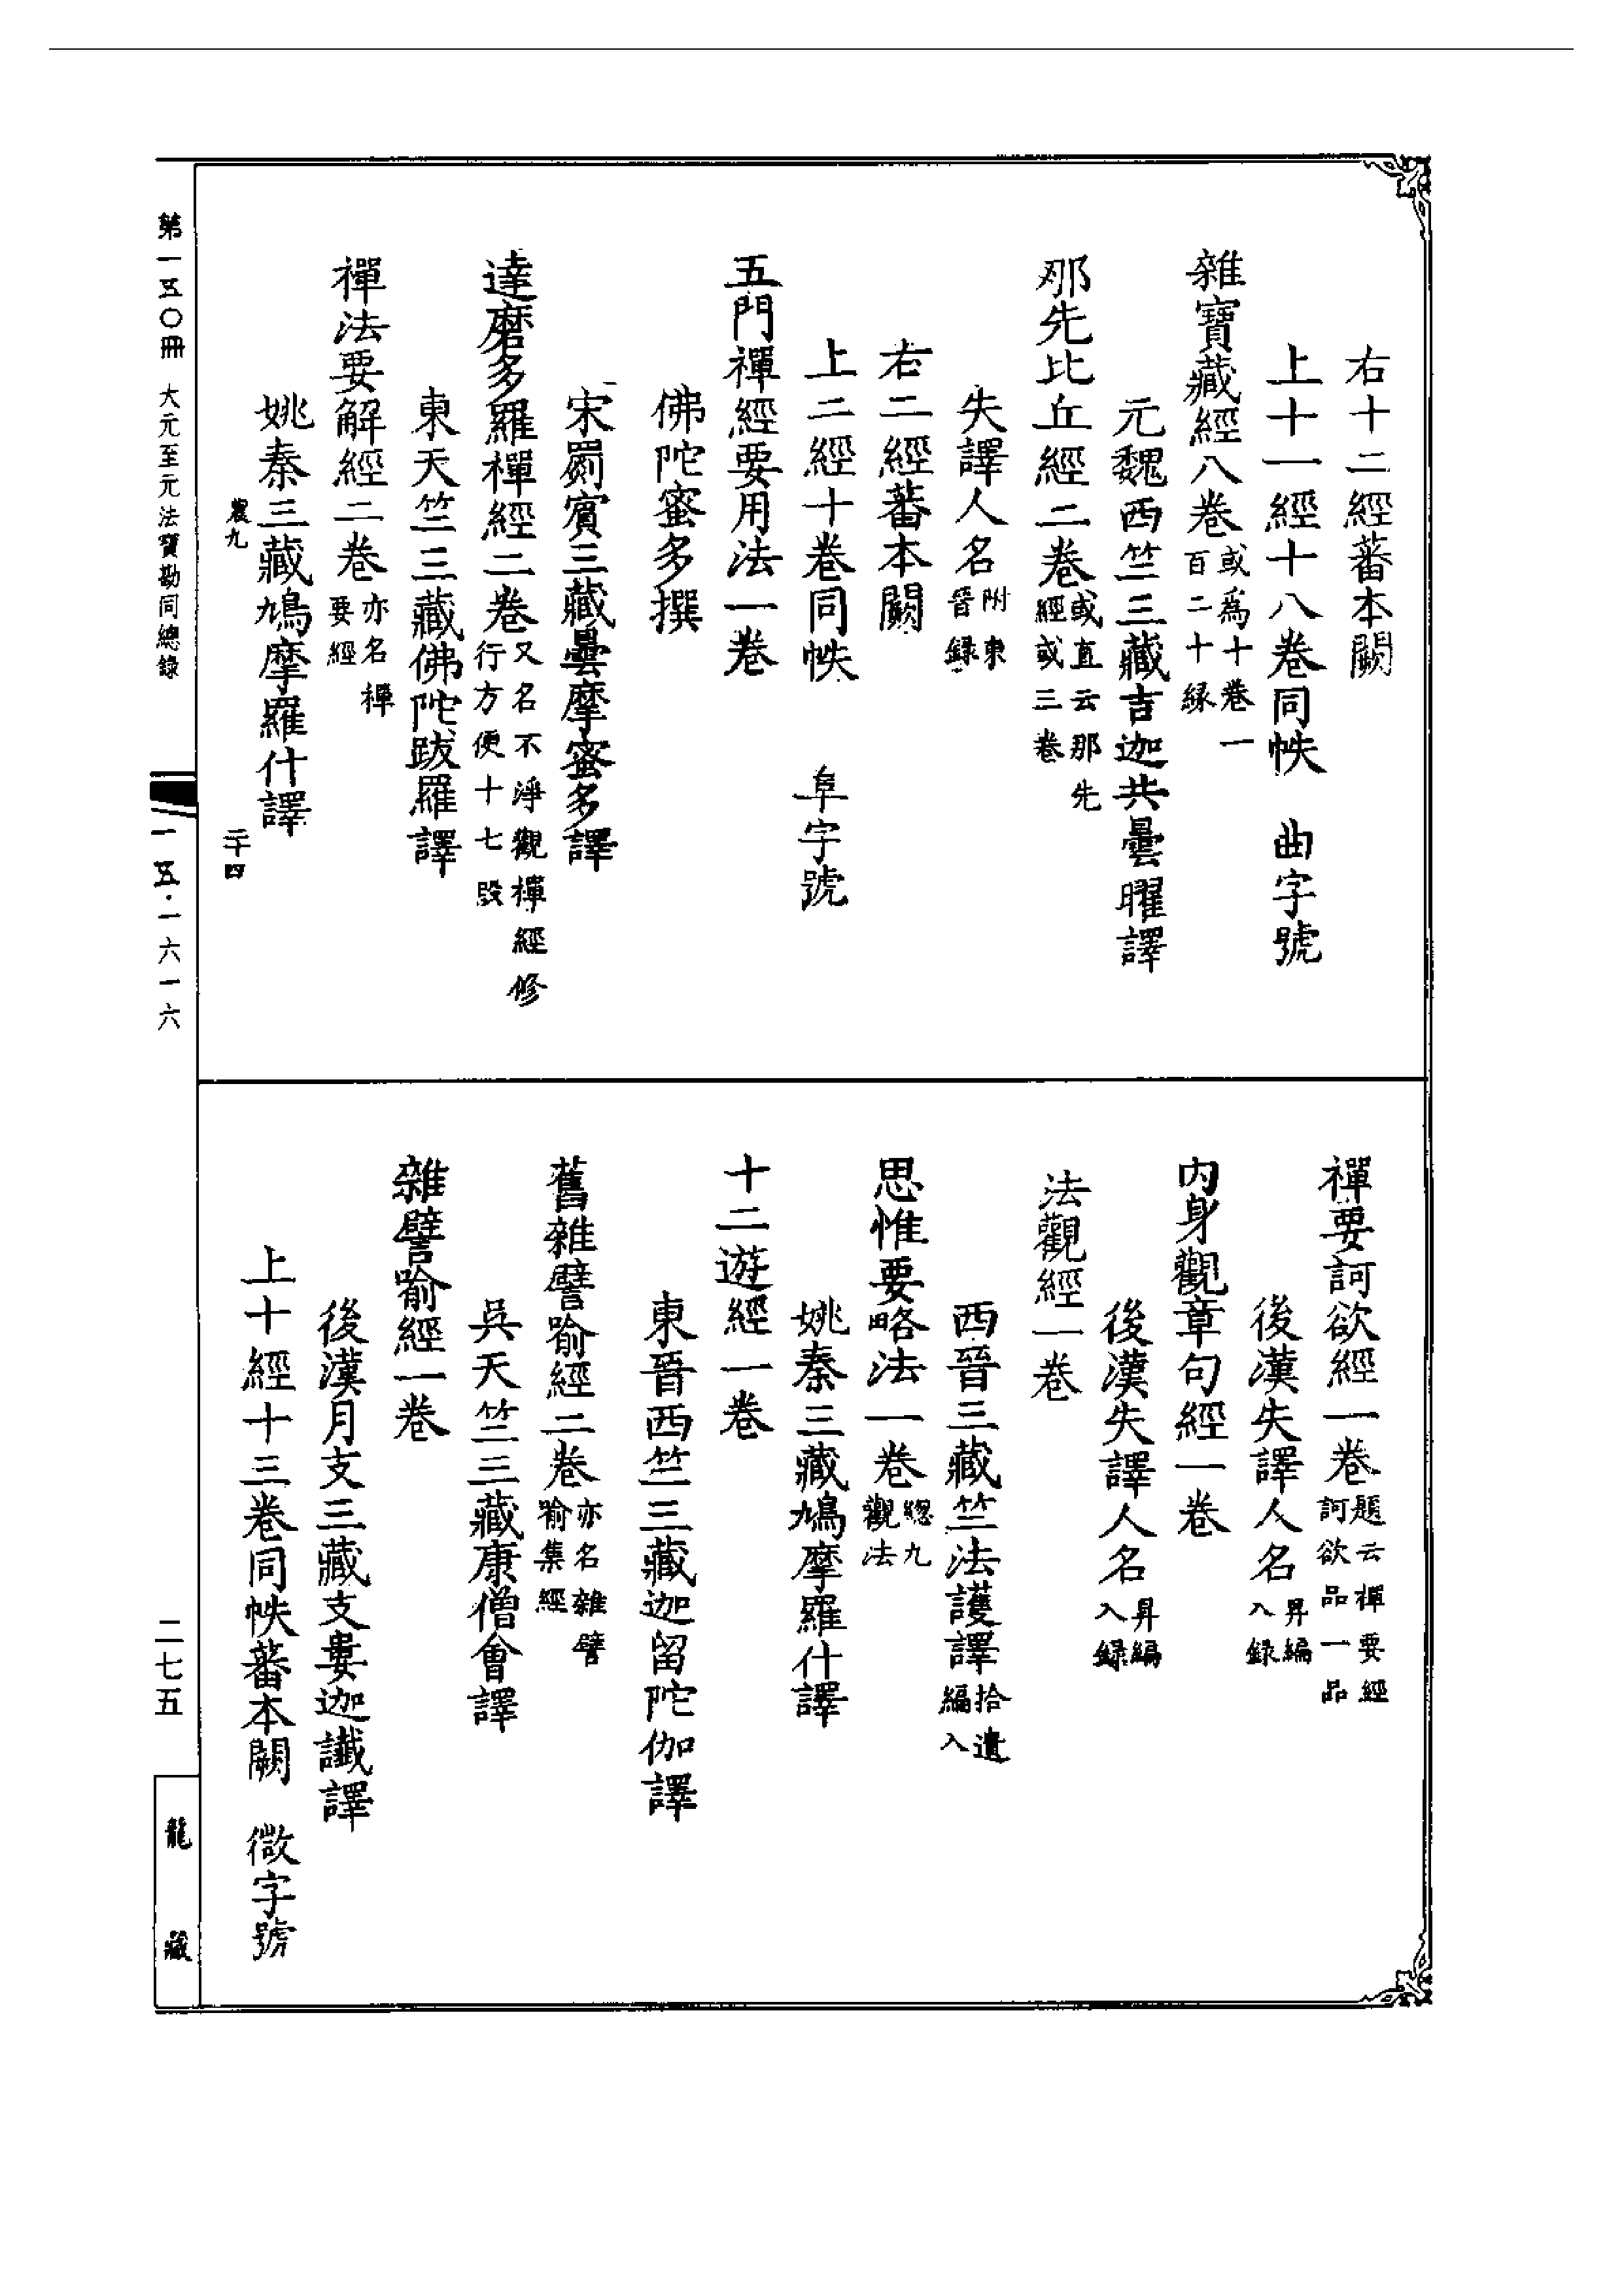 右十二經蕃本闕
上十一經十八卷同帙 曲字號
雜寶藏經八卷或為十卷一百二十緣
元魏西竺三藏吉迦共曇曜譯
那先比丘經二卷或直云那先經或三卷
失譯人名附東晉錄
右二經蕃本闕
上二經十卷同帙 阜字號
五門禪經要用法一卷
佛陀蜜多撰
宋罽賓三藏曇摩蜜多譯
達磨多羅禪經二卷又名不淨觀禪經修行方便十七段
東天竺三藏佛陀跋羅譯
禪法要解經二卷亦名禪要經
姚秦三藏鳩摩羅什譯
農九 二十四
禪要訶欲經一卷題云禪要經訶欲品一品
後漢失譯人名昇編入錄
內身觀章句經一卷
後漢失譯人名昇編入錄
法觀經一卷
西晉三藏竺法護譯拾遺編入
思惟要略法一卷總九觀法
姚秦三藏鳩摩羅什譯
十二遊經一卷
東晉西竺三藏迦留陀伽譯
舊雜譬喻經二卷亦名雜譬喻集經
吳天竺三藏康僧會譯
雜譬喻經一卷
後漢月支三藏支婁迦讖譯
上十經十三卷同帙蕃本闕 微字號
第一五〇冊 大元至元法寶勘同總錄
一五·一六一六
二七五
龍藏